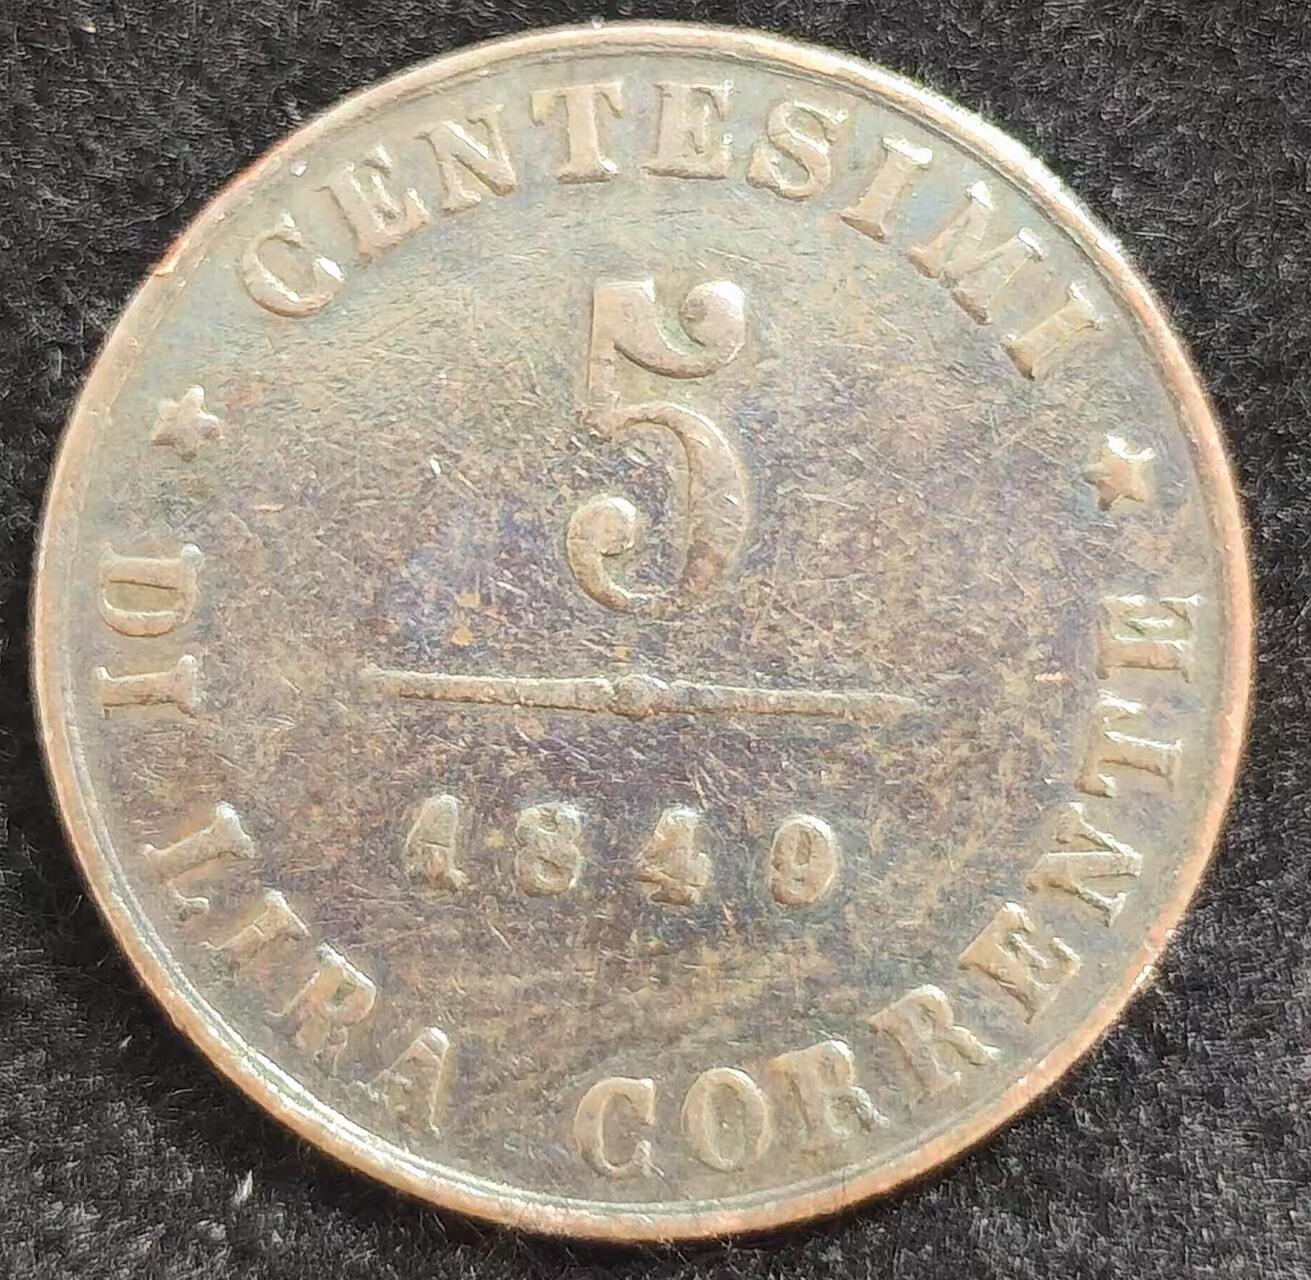 CENTESIMI
5
1849
DI LIRA CORRENTE